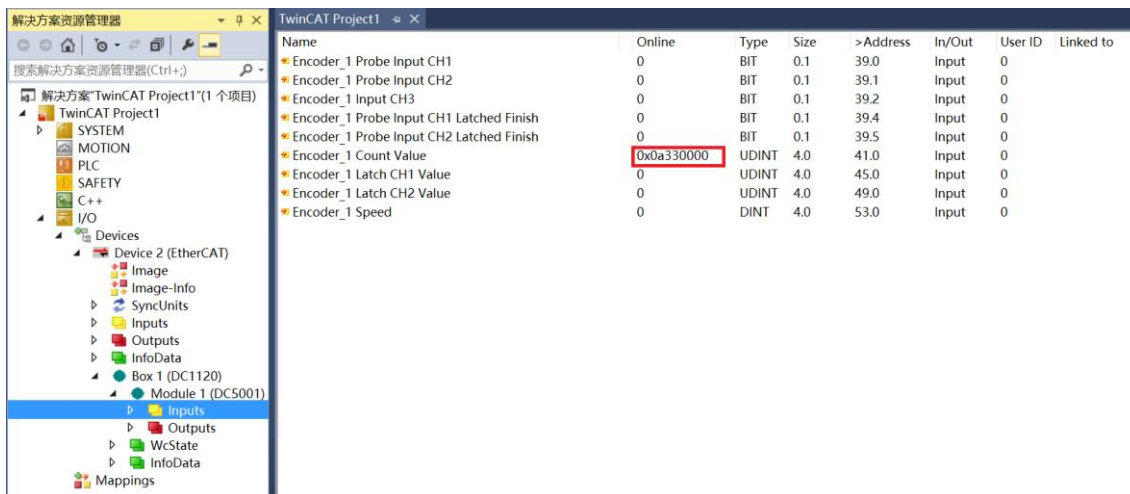 解决方案资源管理器
搜索解决方案资源管理器(Ctrl+;)
解决方案"TwinCAT Project1"(1 个项目)
TwinCAT Project1
SYSTEM
MOTION
PLC
SAFETY
C++
I/O
Devices
Device 2 (EtherCAT)
Image
Image-Info
SyncUnits
Inputs
Outputs
InfoData
Box 1 (DC1120)
Module 1 (DC5001)
Inputs
Outputs
WcState
InfoData
Mappings
TwinCAT Project1
Name Online Type Size >Address In/Out User ID Linked to
Encoder_1 Probe Input CH1 0 BIT 0.1 39.0 Input 0
Encoder_1 Probe Input CH2 0 BIT 0.1 39.1 Input 0
Encoder_1 Input CH3 0 BIT 0.1 39.2 Input 0
Encoder_1 Probe Input CH1 Latched Finish 0 BIT 0.1 39.4 Input 0
Encoder_1 Probe Input CH2 Latched Finish 0 BIT 0.1 39.5 Input 0
Encoder_1 Count Value 0x0a330000 UDINT 4.0 41.0 Input 0
Encoder_1 Latch CH1 Value 0 UDINT 4.0 45.0 Input 0
Encoder_1 Latch CH2 Value 0 UDINT 4.0 49.0 Input 0
Encoder_1 Speed 0 DINT 4.0 53.0 Input 0